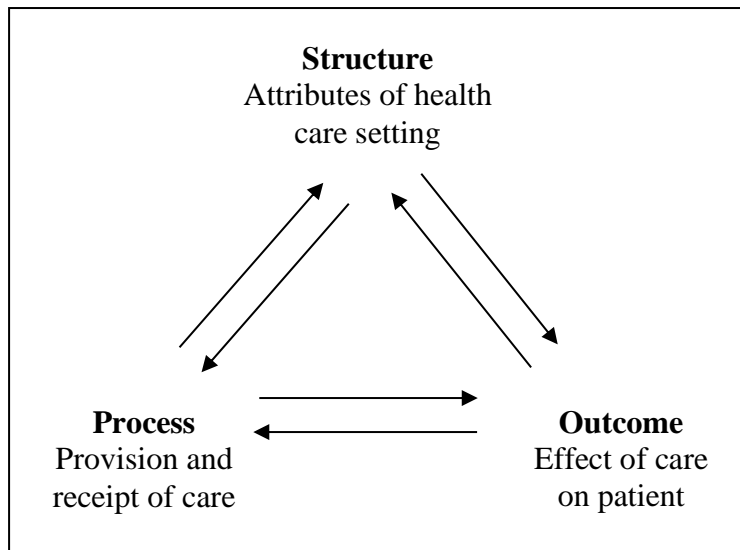 Structure
Attributes of health
care setting
Process
Provision and
receipt of care
Outcome
Effect of care
on patient